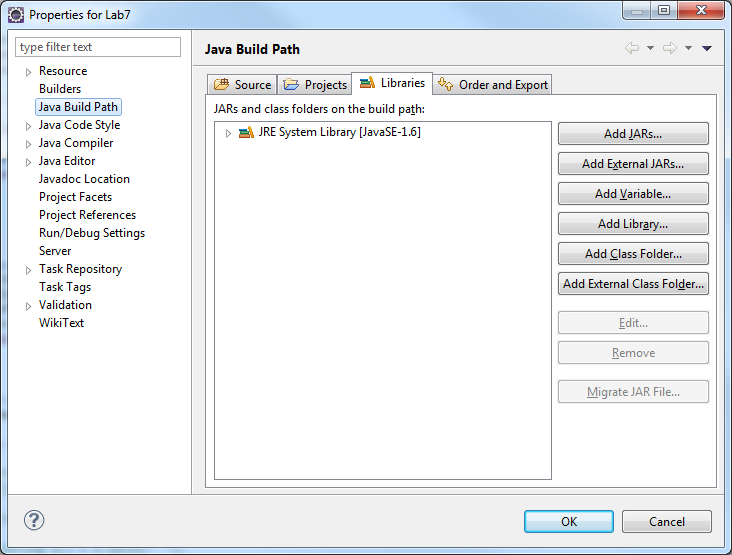 Properties for Lab7
type filter text
Resource
Builders
Java Build Path
Java Code Style
Java Compiler
Java Editor
Javadoc Location
Project Facets
Project References
Run/Debug Settings
Server
Task Repository
Task Tags
Validation
WikiText
Java Build Path
Source Projects Libraries Order and Export
JARs and class folders on the build path:
JRE System Library [JavaSE-1.6]
Add JARs...
Add External JARs...
Add Variable...
Add Library...
Add Class Folder...
Add External Class Folder...
Edit...
Remove
Migrate JAR File...
?
OK Cancel